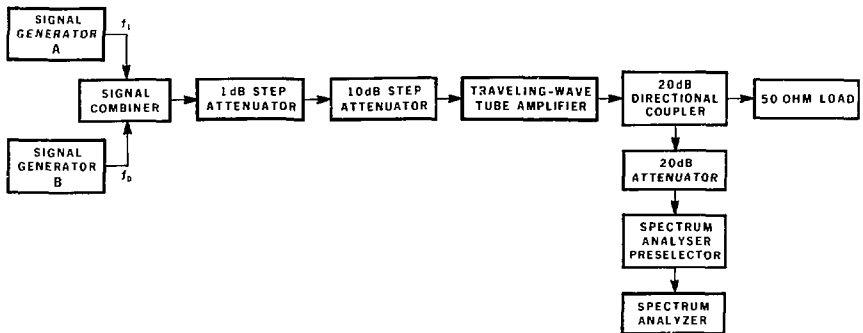 SIGNAL
GENERATOR
A
f₁
SIGNAL
COMBINER
SIGNAL
GENERATOR
B
f_D
1dB STEP
ATTENUATOR
10dB STEP
ATTENUATOR
TRAVELING-WAVE
TUBE AMPLIFIER
20dB
DIRECTIONAL
COUPLER
50 OHM LOAD
20dB
ATTENUATOR
SPECTRUM
ANALYSER
PRESELECTOR
SPECTRUM
ANALYZER